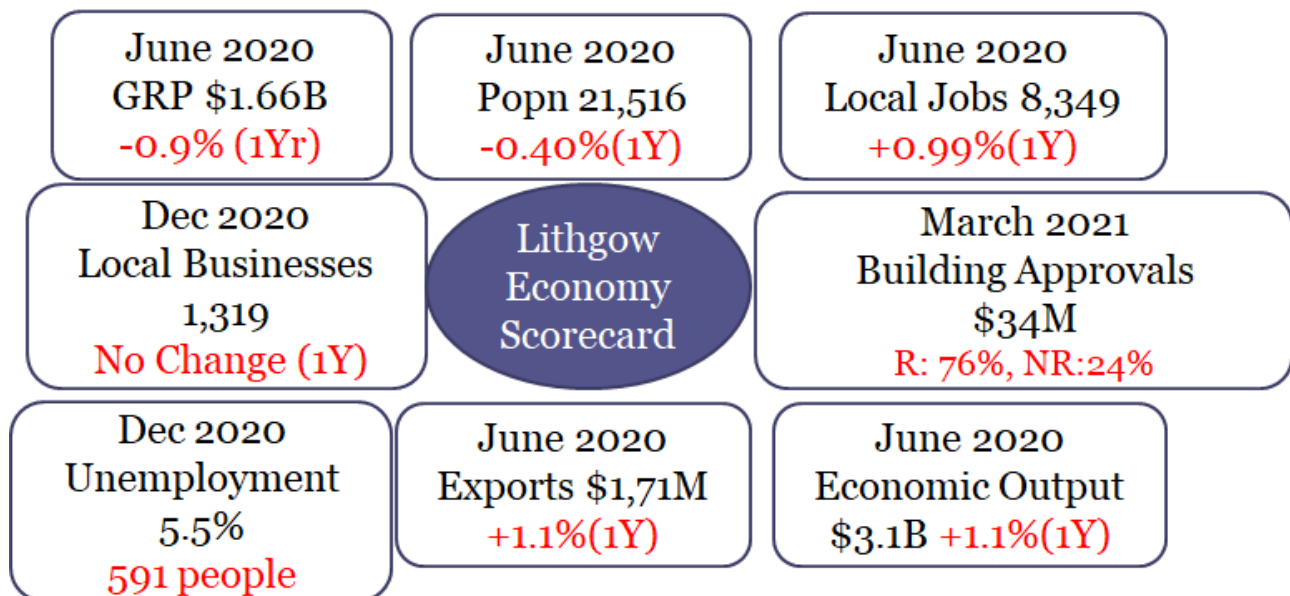 June 2020
GRP $1.66B
-0.9% (1Yr)
June 2020
Popn 21,516
-0.40%(1Y)
June 2020
Local Jobs 8,349
+0.99%(1Y)
Dec 2020
Local Businesses
1,319
No Change (1Y)
Lithgow
Economy
Scorecard
March 2021
Building Approvals
$34M
R: 76%, NR:24%
Dec 2020
Unemployment
5.5%
591 people
June 2020
Exports $1,71M
+1.1%(1Y)
June 2020
Economic Output
$3.1B +1.1%(1Y)